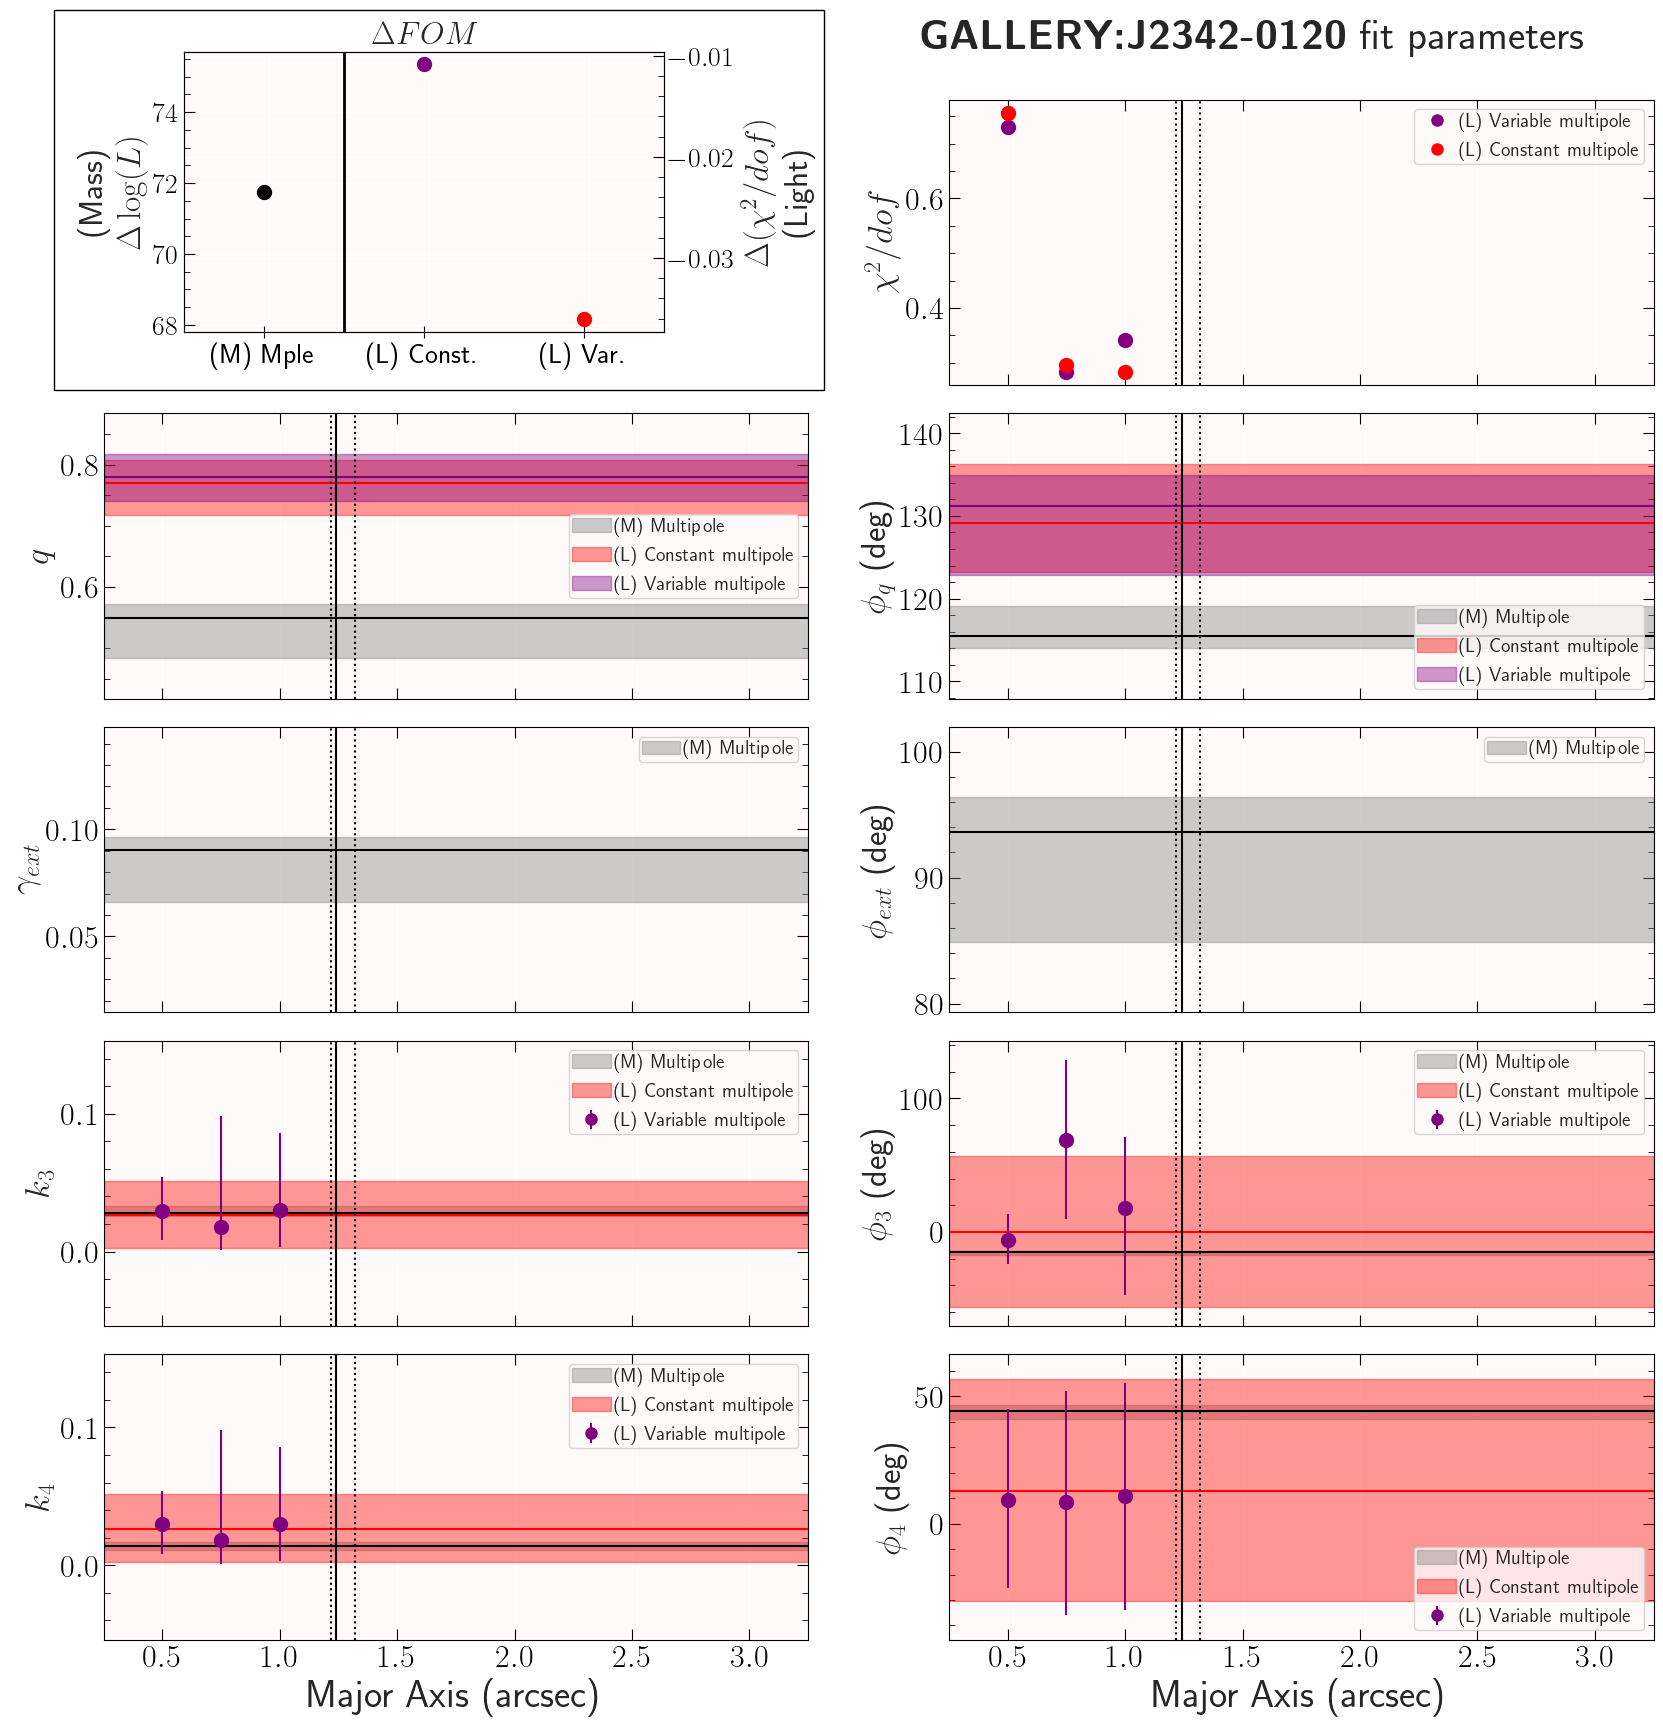 ΔFOM
GALLERY:J2342-0120 fit parameters
(Mass)
Δ log(L)
74
72
70
68
−0.01
−0.02
−0.03
Δ(χ²/dof)
(Light)
(M) Mple
(L) Const.
(L) Var.
χ²/dof
0.6
0.4
(L) Variable multipole
(L) Constant multipole
q
0.8
0.6
(M) Multipole
(L) Constant multipole
(L) Variable multipole
ϕ_q (deg)
140
130
120
110
(M) Multipole
(L) Constant multipole
(L) Variable multipole
γ_ext
0.10
0.05
(M) Multipole
ϕ_ext (deg)
100
90
80
(M) Multipole
k₃
0.1
0.0
(M) Multipole
(L) Constant multipole
(L) Variable multipole
ϕ₃ (deg)
100
0
(M) Multipole
(L) Constant multipole
(L) Variable multipole
k₄
0.1
0.0
(M) Multipole
(L) Constant multipole
(L) Variable multipole
0.5 1.0 1.5 2.0 2.5 3.0
Major Axis (arcsec)
ϕ₄ (deg)
50
0
(M) Multipole
(L) Constant multipole
(L) Variable multipole
0.5 1.0 1.5 2.0 2.5 3.0
Major Axis (arcsec)